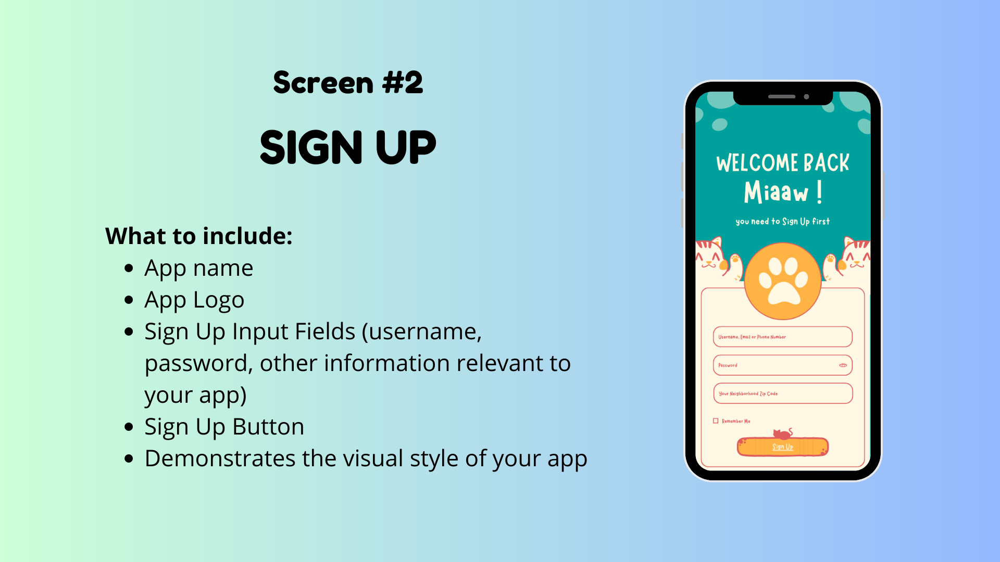 Screen #2
SIGN UP
What to include:
• App name
• App Logo
• Sign Up Input Fields (username,
password, other information relevant to
your app)
• Sign Up Button
• Demonstrates the visual style of your app
WELCOME BACK
Miaaw !
you need to Sign Up first
Username, Email or Phone Number
Password
Your Neighborhood Zip Code
Remember Me
Sign Up